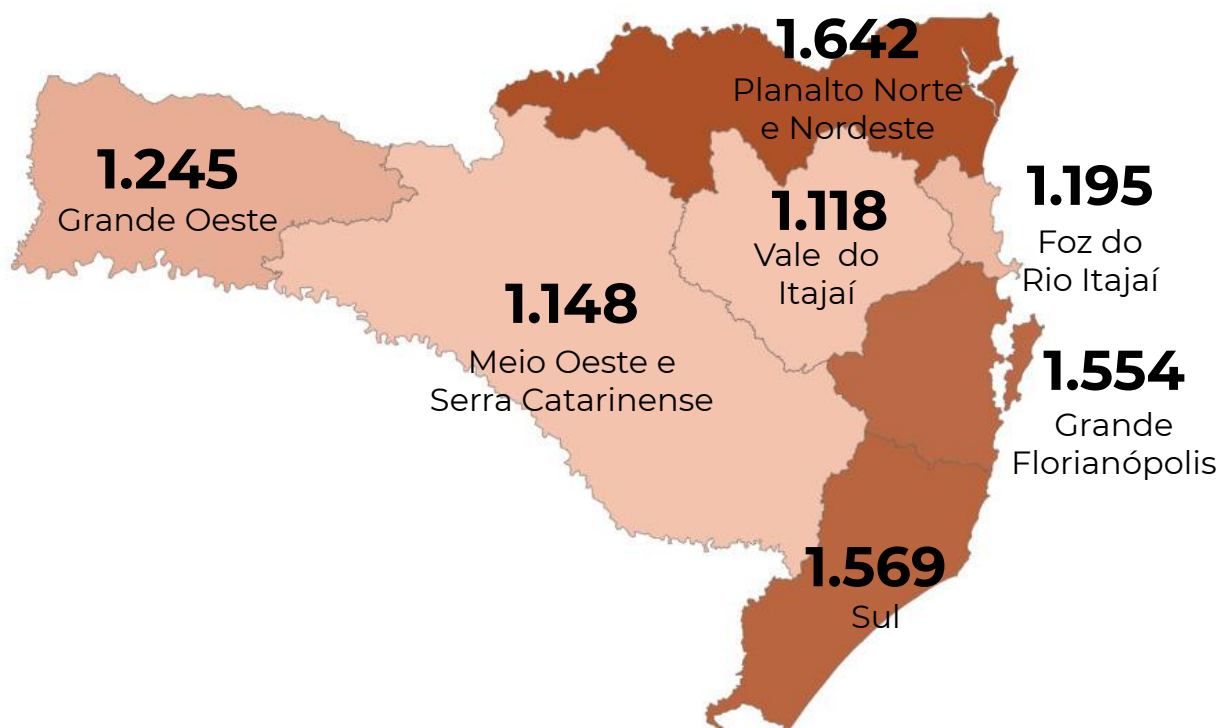 1.642
Planalto Norte
e Nordeste
1.245
Grande Oeste
1.118
Vale do
Itajaí
1.195
Foz do
Rio Itajaí
1.148
Meio Oeste e
Serra Catarinense
1.554
Grande
Florianópolis
1.569
Sul